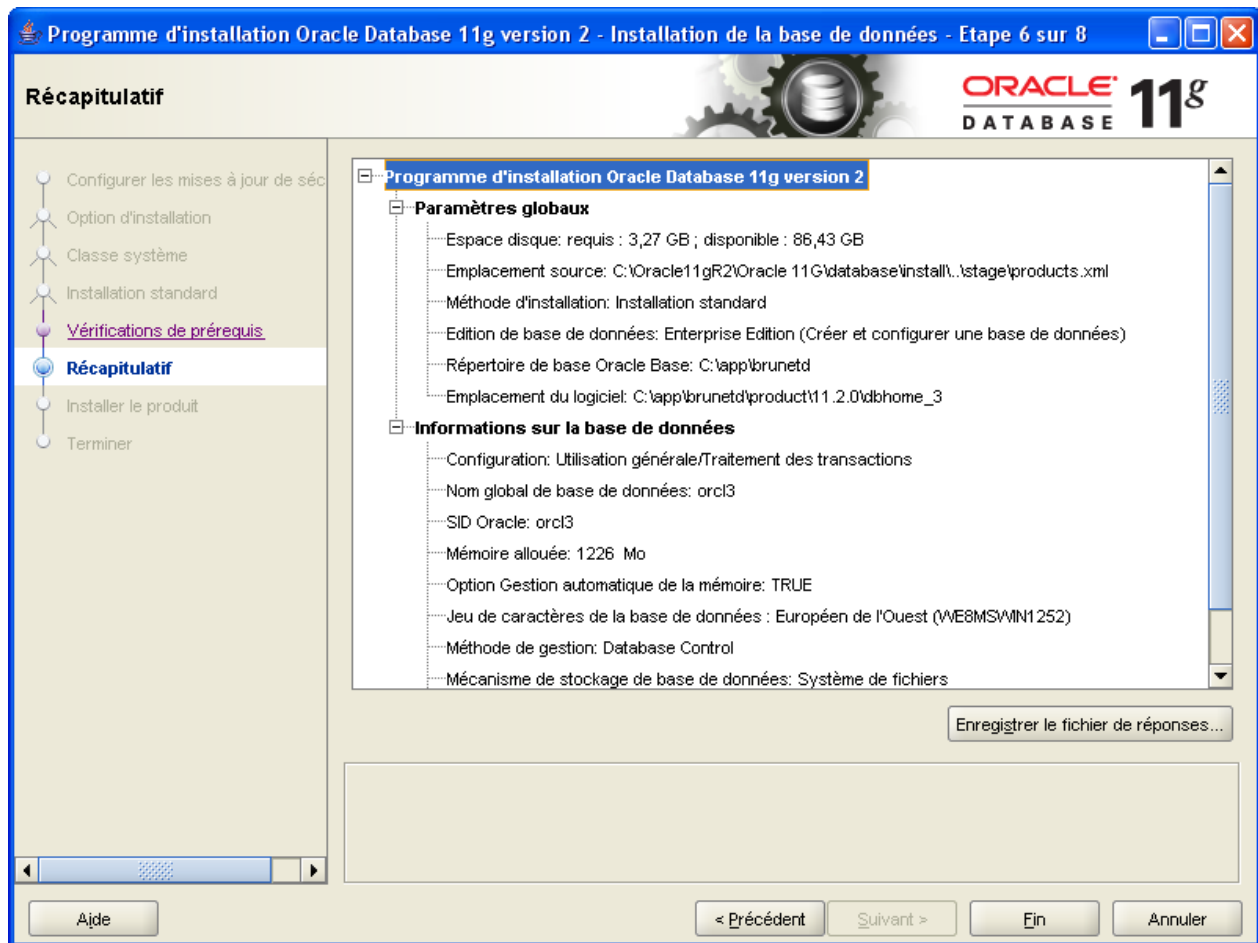 Programme d'installation Oracle Database 11g version 2 - Installation de la base de données - Etape 6 sur 8
Récapitulatif
ORACLE DATABASE 11g
Configurer les mises à jour de séc
Option d'installation
Classe système
Installation standard
Vérifications de prérequis
Récapitulatif
Installer le produit
Terminer
Programme d'installation Oracle Database 11g version 2
Paramètres globaux
Espace disque: requis : 3,27 GB ; disponible : 86,43 GB
Emplacement source: C:\Oracle11gR2\Oracle 11G\database\install\..\stage\products.xml
Méthode d'installation: Installation standard
Edition de base de données: Enterprise Edition (Créer et configurer une base de données)
Répertoire de base Oracle Base: C:\app\brunetd
Emplacement du logiciel: C:\app\brunetd\product\11.2.0\dbhome_3
Informations sur la base de données
Configuration: Utilisation générale/Traitement des transactions
Nom global de base de données: orcl3
SID Oracle: orcl3
Mémoire allouée: 1226 Mo
Option Gestion automatique de la mémoire: TRUE
Jeu de caractères de la base de données : Européen de l'Ouest (WE8MSWIN1252)
Méthode de gestion: Database Control
Mécanisme de stockage de base de données: Système de fichiers
Enregistrer le fichier de réponses...
Aide
< Précédent
Suivant >
Fin
Annuler